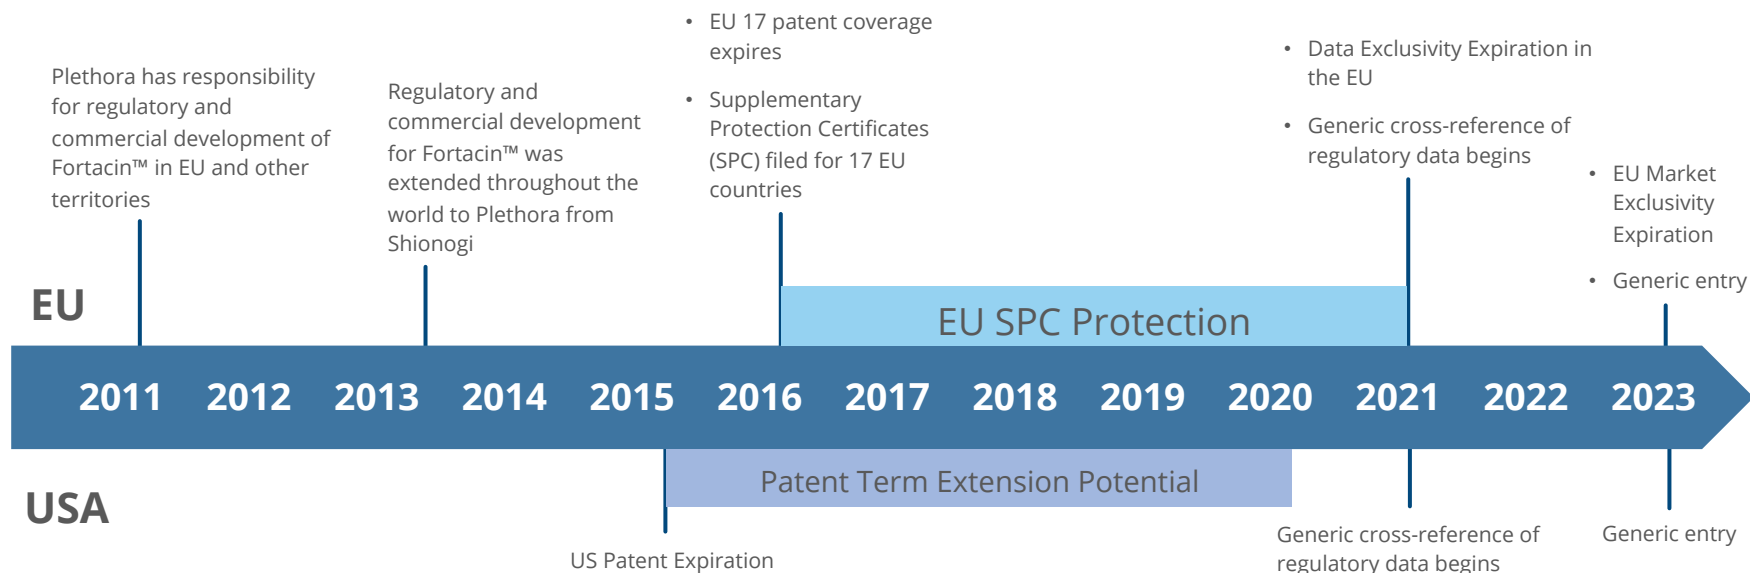 Plethora has responsibility
for regulatory and
commercial development of
Fortacin™ in EU and other
territories
Regulatory and
commercial development
for Fortacin™ was
extended throughout the
world to Plethora from
Shionogi
• EU 17 patent coverage
expires
• Supplementary
Protection Certificates
(SPC) filed for 17 EU
countries
• Data Exclusivity Expiration in
the EU
• Generic cross-reference of
regulatory data begins
• EU Market
Exclusivity
Expiration
• Generic entry
EU
EU SPC Protection
2011 2012 2013 2014 2015 2016 2017 2018 2019 2020 2021 2022 2023
USA
Patent Term Extension Potential
US Patent Expiration
Generic cross-reference of
regulatory data begins
Generic entry